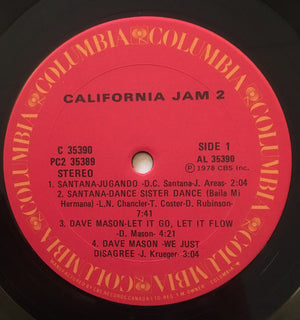 COLUMBIA COLUMBIA
COLUMBIA COLUMBIA
CALIFORNIA JAM 2
C 35390 SIDE 1
PC2 35389 AL 35390
STEREO ℗ 1978 CBS Inc.
1. SANTANA-JUGANDO -D.C. Santana-J. Areas- 2:04
2. SANTANA-DANCE SISTER DANCE (Baila Mi
Hermana) -L.N. Chancler-T. Coster-D. Rubinson-
7:41
3. DAVE MASON-LET IT GO, LET IT FLOW
-D. Mason- 4:21
4. DAVE MASON -WE JUST
DISAGREE -J. Krueger- 3:04